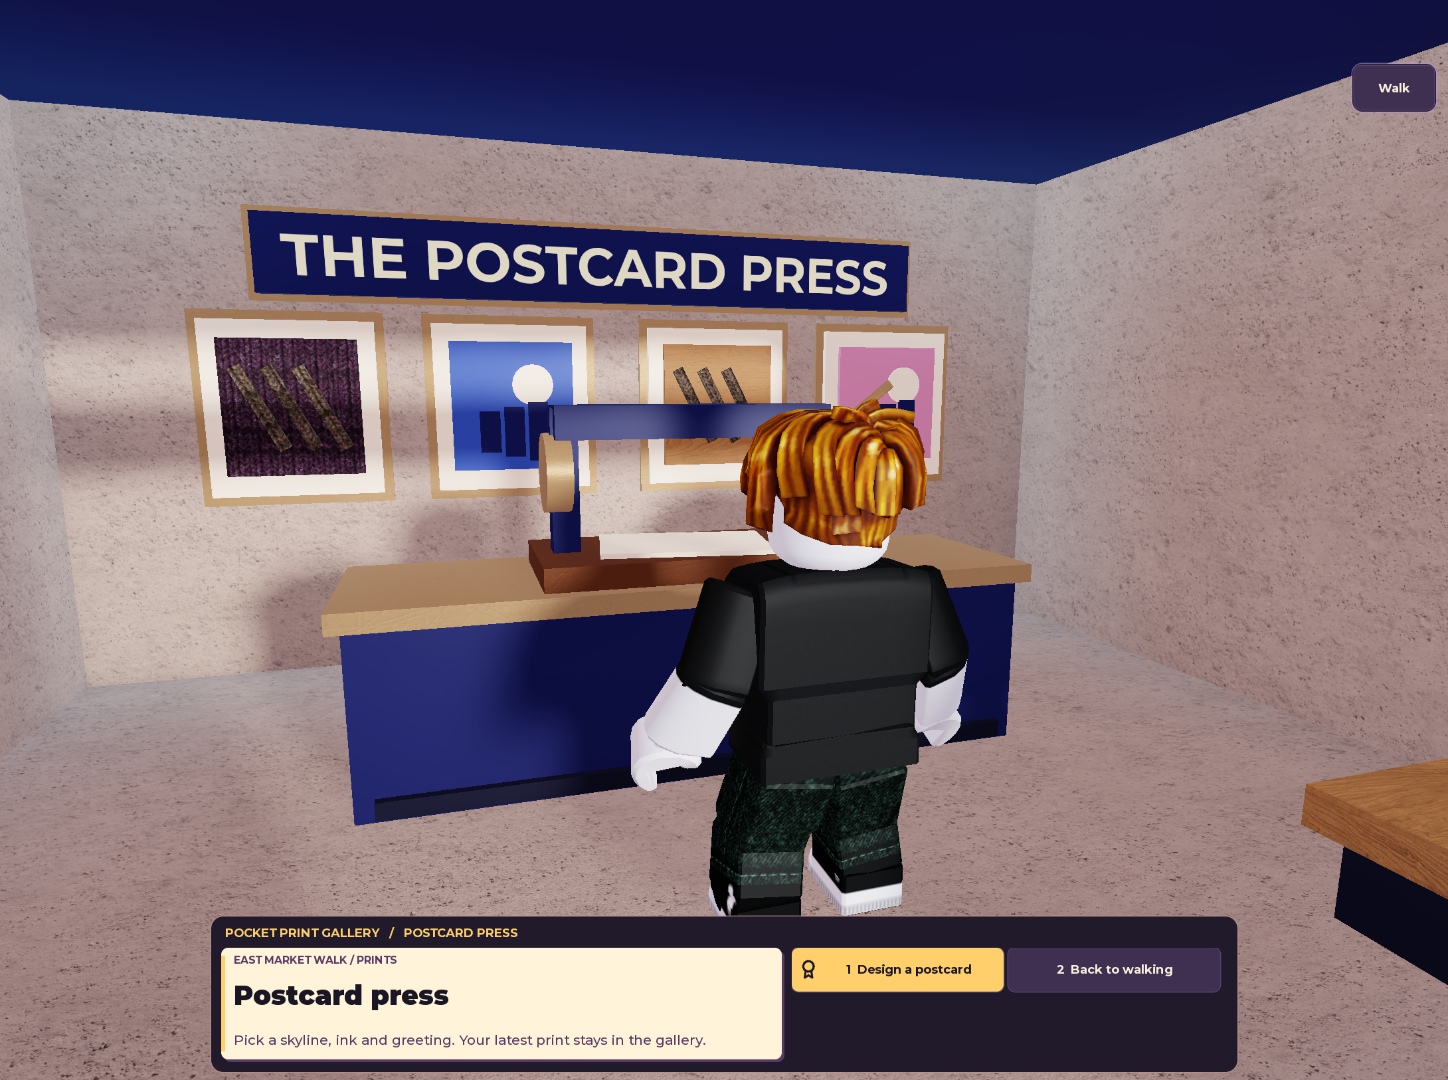 Walk
THE POSTCARD PRESS
POCKET PRINT GALLERY / POSTCARD PRESS
EAST MARKET WALK / PRINTS
Postcard press
Pick a skyline, ink and greeting. Your latest print stays in the gallery.
1 Design a postcard
2 Back to walking